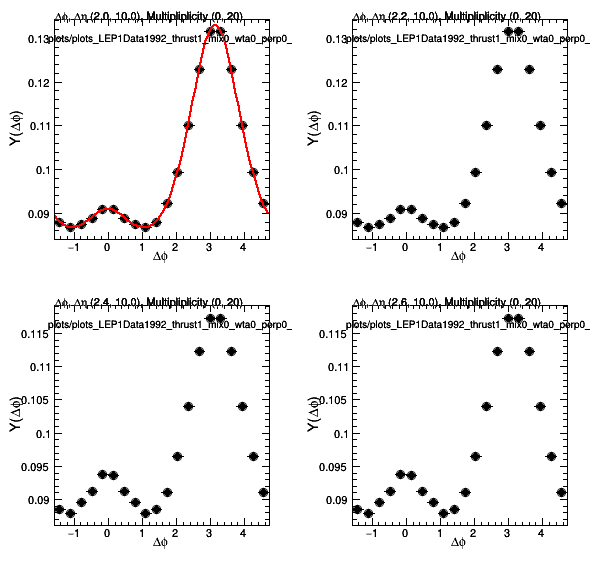 Δϕ, Δη (2.0, 10.0), Multipliplicity (0, 20)
plots/plots_LEP1Data1992_thrust1_mix0_wta0_perp0_
Y(Δϕ)
0.13
0.12
0.11
0.1
0.09
−1 0 1 2 3 4
Δϕ
Δϕ, Δη (2.2, 10.0), Multipliplicity (0, 20)
plots/plots_LEP1Data1992_thrust1_mix0_wta0_perp0_
Y(Δϕ)
0.13
0.12
0.11
0.1
0.09
−1 0 1 2 3 4
Δϕ
Δϕ, Δη (2.4, 10.0), Multipliplicity (0, 20)
plots/plots_LEP1Data1992_thrust1_mix0_wta0_perp0_
Y(Δϕ)
0.115
0.11
0.105
0.1
0.095
0.09
−1 0 1 2 3 4
Δϕ
Δϕ, Δη (2.6, 10.0), Multipliplicity (0, 20)
plots/plots_LEP1Data1992_thrust1_mix0_wta0_perp0_
Y(Δϕ)
0.115
0.11
0.105
0.1
0.095
0.09
−1 0 1 2 3 4
Δϕ